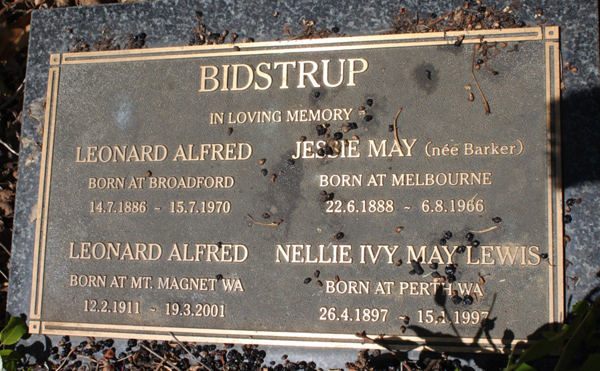 BIDSTRUP
IN LOVING MEMORY
LEONARD ALFRED
BORN AT BROADFORD
14.7.1886 ~ 15.7.1970
JESSIE MAY (née Barker)
BORN AT MELBOURNE
22.6.1888 ~ 6.8.1966
LEONARD ALFRED
BORN AT MT. MAGNET WA
12.2.1911 ~ 19.3.2001
NELLIE IVY MAY LEWIS
BORN AT PERTH WA
26.4.1897 ~ 15.1.1997